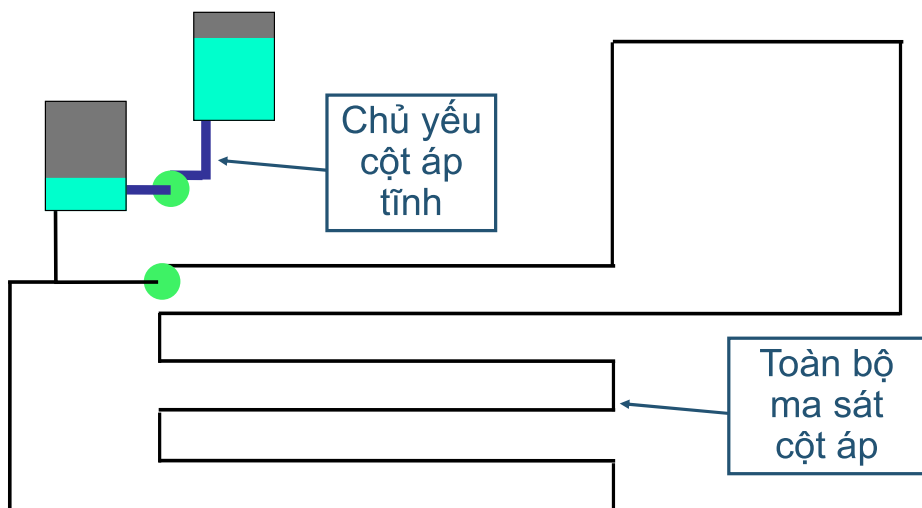 Chủ yếu
cột áp
tĩnh
Toàn bộ
ma sát
cột áp